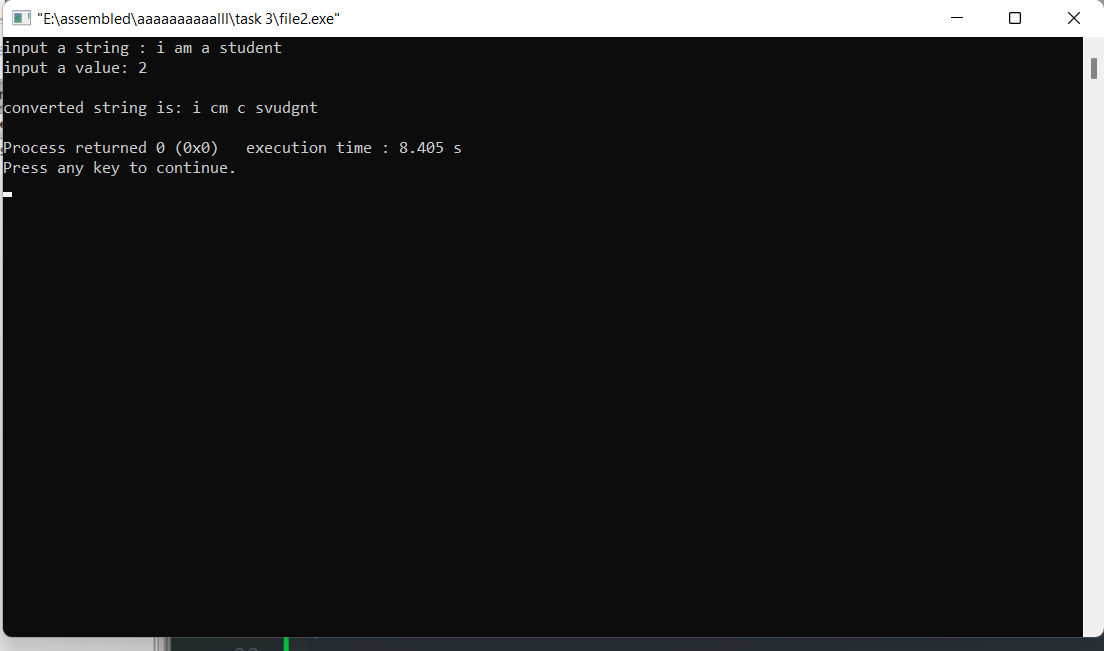 "E:\assembled\aaaaaaaaaalll\task 3\file2.exe"
input a string : i am a student
input a value: 2
converted string is: i cm c svudgnt
Process returned 0 (0x0)   execution time : 8.405 s
Press any key to continue.